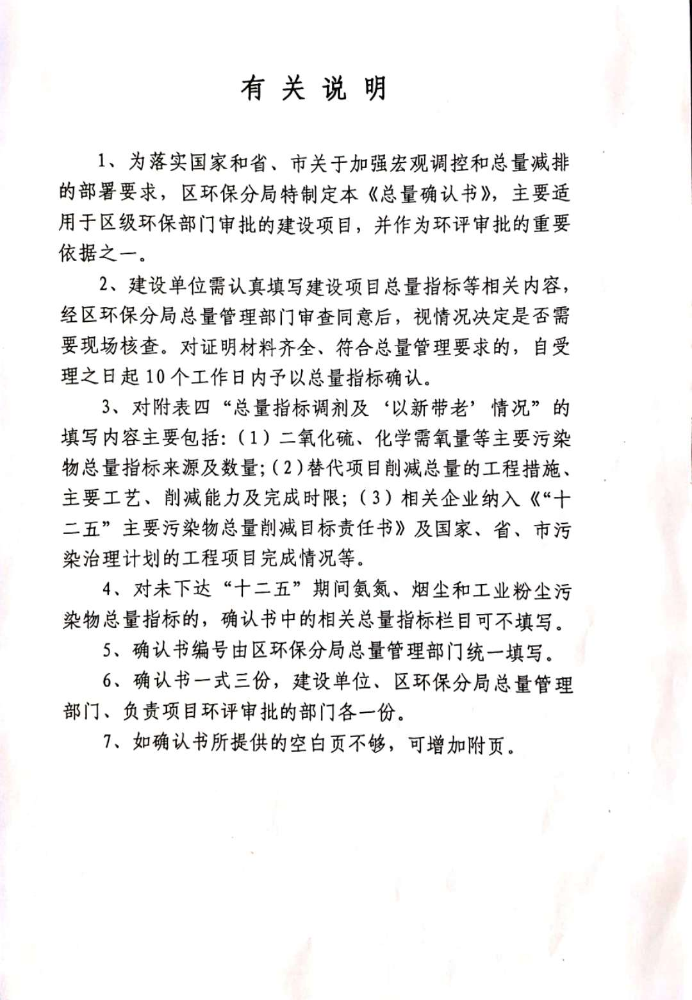 有关说明
1、为落实国家和省、市关于加强宏观调控和总量减排
的部署要求，区环保分局特制定本《总量确认书》，主要适
用于区级环保部门审批的建设项目，并作为环评审批的重要
依据之一。
2、建设单位需认真填写建设项目总量指标等相关内容，
经区环保分局总量管理部门审查同意后，视情况决定是否需
要现场核查。对证明材料齐全、符合总量管理要求的，自受
理之日起 10 个工作日内予以总量指标确认。
3、对附表四“总量指标调剂及‘以新带老’情况”的
填写内容主要包括：（1）二氧化硫、化学需氧量等主要污染
物总量指标来源及数量；（2）替代项目削减总量的工程措施、
主要工艺、削减能力及完成时限；（3）相关企业纳入《“十
二五”主要污染物总量削减目标责任书》及国家、省、市污
染治理计划的工程项目完成情况等。
4、对未下达“十二五”期间氨氮、烟尘和工业粉尘污
染物总量指标的，确认书中的相关总量指标栏目可不填写。
5、确认书编号由区环保分局总量管理部门统一填写。
6、确认书一式三份，建设单位、区环保分局总量管理
部门、负责项目环评审批的部门各一份。
7、如确认书所提供的空白页不够，可增加附页。